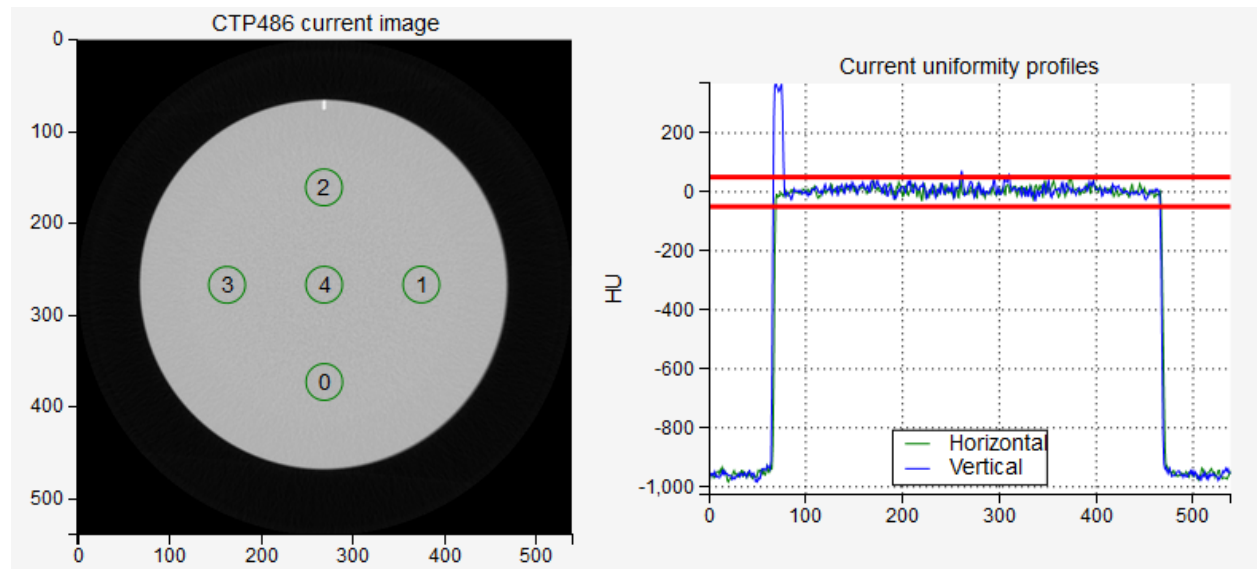 CTP486 current image
0
100
200
300
400
500
0 100 200 300 400 500
2
3 4 1
0
Current uniformity profiles
HU
200
0
-200
-400
-600
-800
-1,000
0 100 200 300 400 500
Horizontal
Vertical